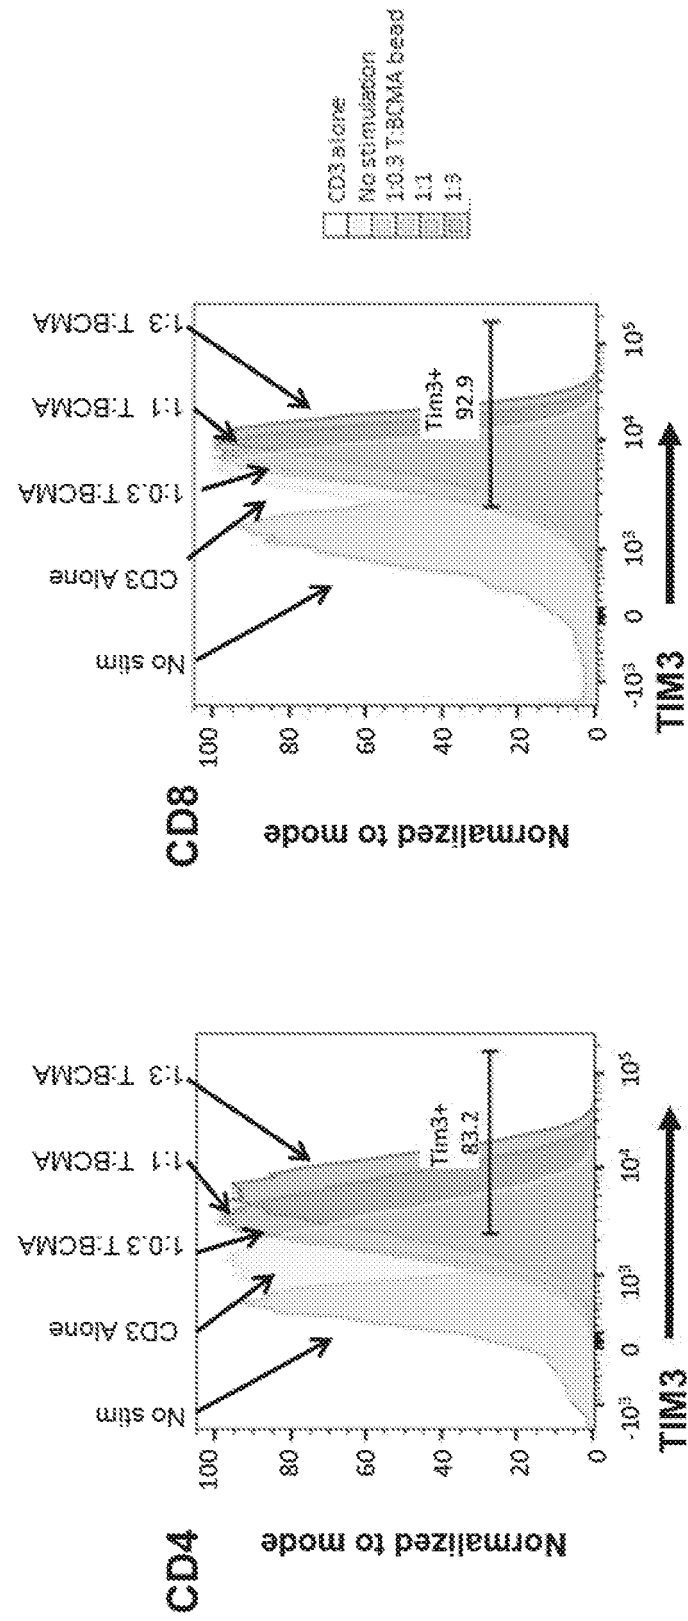 CD4
Normalized to mode
100
80
60
40
20
0
-10³
0
10³
10⁴
10⁵
TIM3
No stim
CD3 Alone
1:0.3 T:BCMA
1:1 T:BCMA
1:3 T:BCMA
Tim3+
83.2
CD8
Normalized to mode
100
80
60
40
20
0
-10³
0
10³
10⁴
10⁵
TIM3
No stim
CD3 Alone
1:0.3 T:BCMA
1:1 T:BCMA
1:3 T:BCMA
Tim3+
92.9
CD3 alone
No stimulation
1:0.3 T:BCMA bead
1:1
1:3